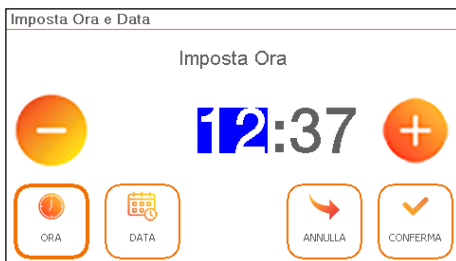 Imposta Ora e Data
Imposta Ora
12:37
ORA
DATA
ANNULLA
CONFERMA